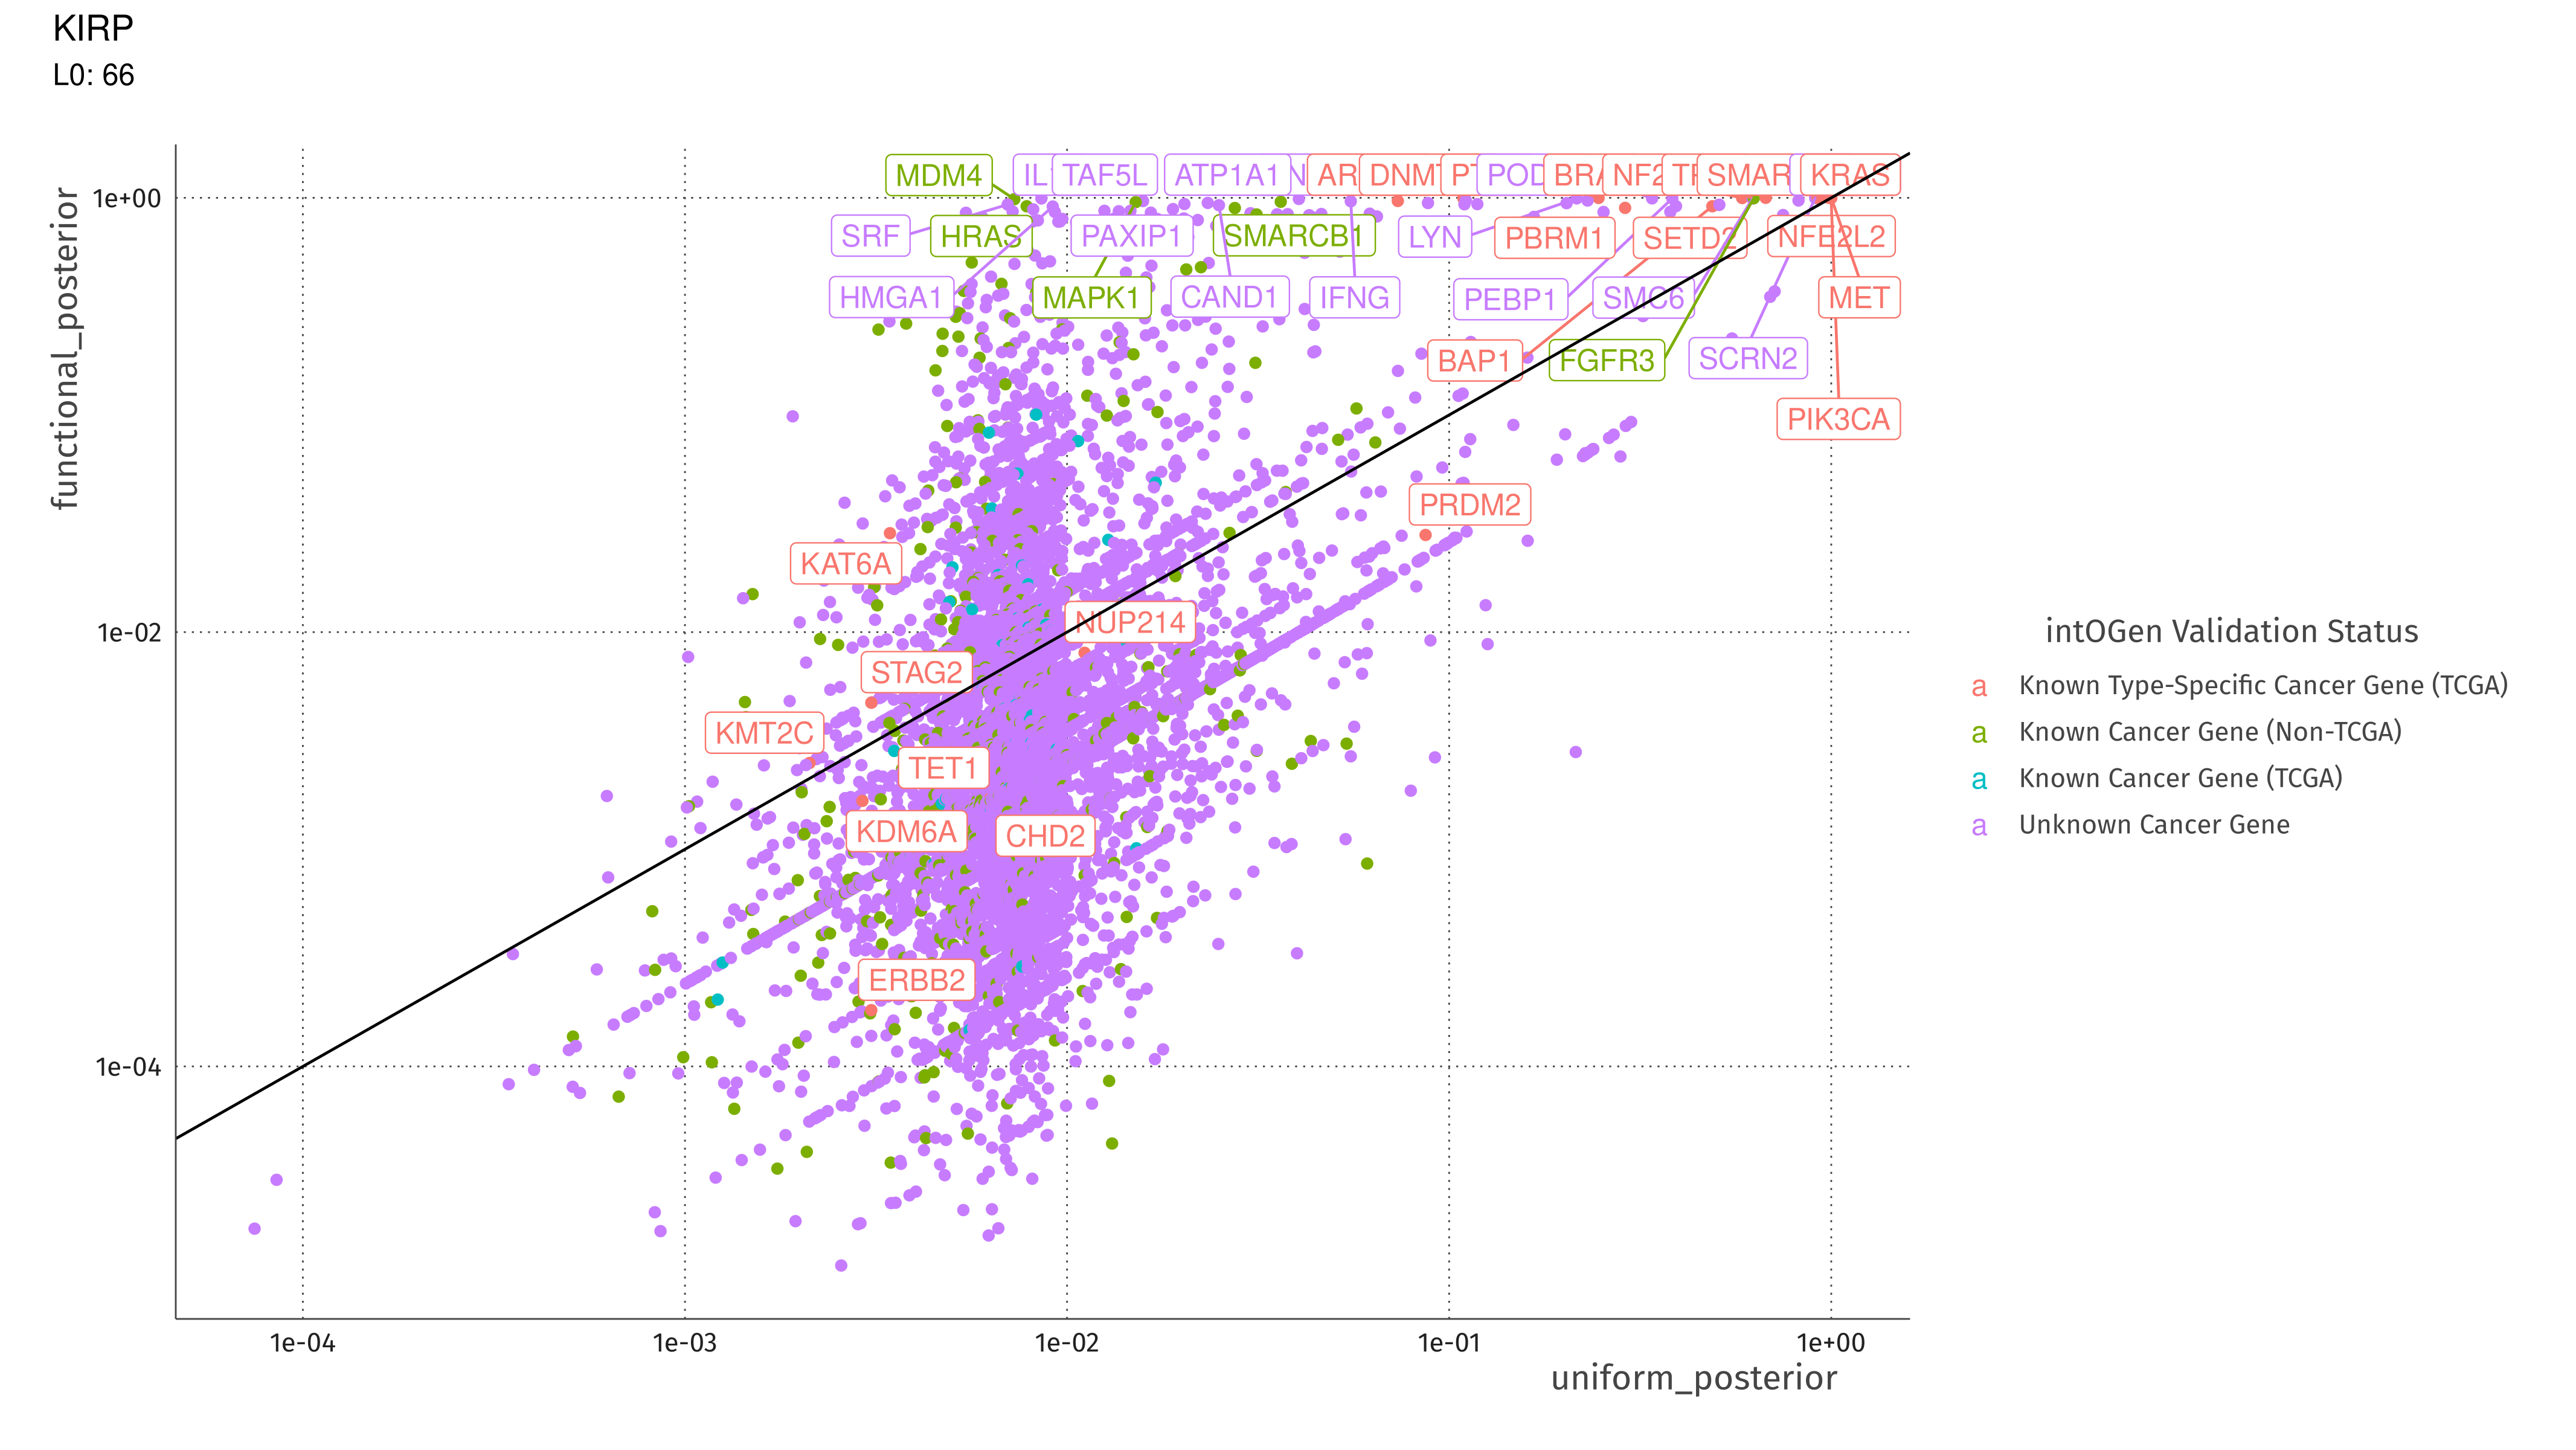 KIRP
L0: 66
functional_posterior
1e+00
1e-02
1e-04
MDM4
TAF5L
ATP1A1
KRAS
SRF
HRAS
PAXIP1
SMARCB1
LYN
PBRM1
SETD2
NFE2L2
HMGA1
MAPK1
CAND1
IFNG
PEBP1
SMC6
MET
BAP1
FGFR3
SCRN2
PIK3CA
PRDM2
KAT6A
NUP214
STAG2
KMT2C
TET1
KDM6A
CHD2
ERBB2
1e-04
1e-03
1e-02
1e-01
1e+00
uniform_posterior
intOGen Validation Status
a Known Type-Specific Cancer Gene (TCGA)
a Known Cancer Gene (Non-TCGA)
a Known Cancer Gene (TCGA)
a Unknown Cancer Gene